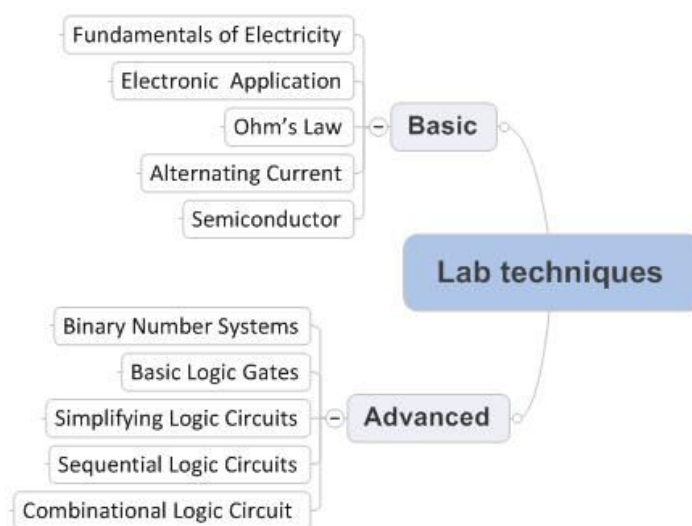 Fundamentals of Electricity
Electronic Application
Ohm's Law
Alternating Current
Semiconductor
Basic
Lab techniques
Binary Number Systems
Basic Logic Gates
Simplifying Logic Circuits
Sequential Logic Circuits
Combinational Logic Circuit
Advanced